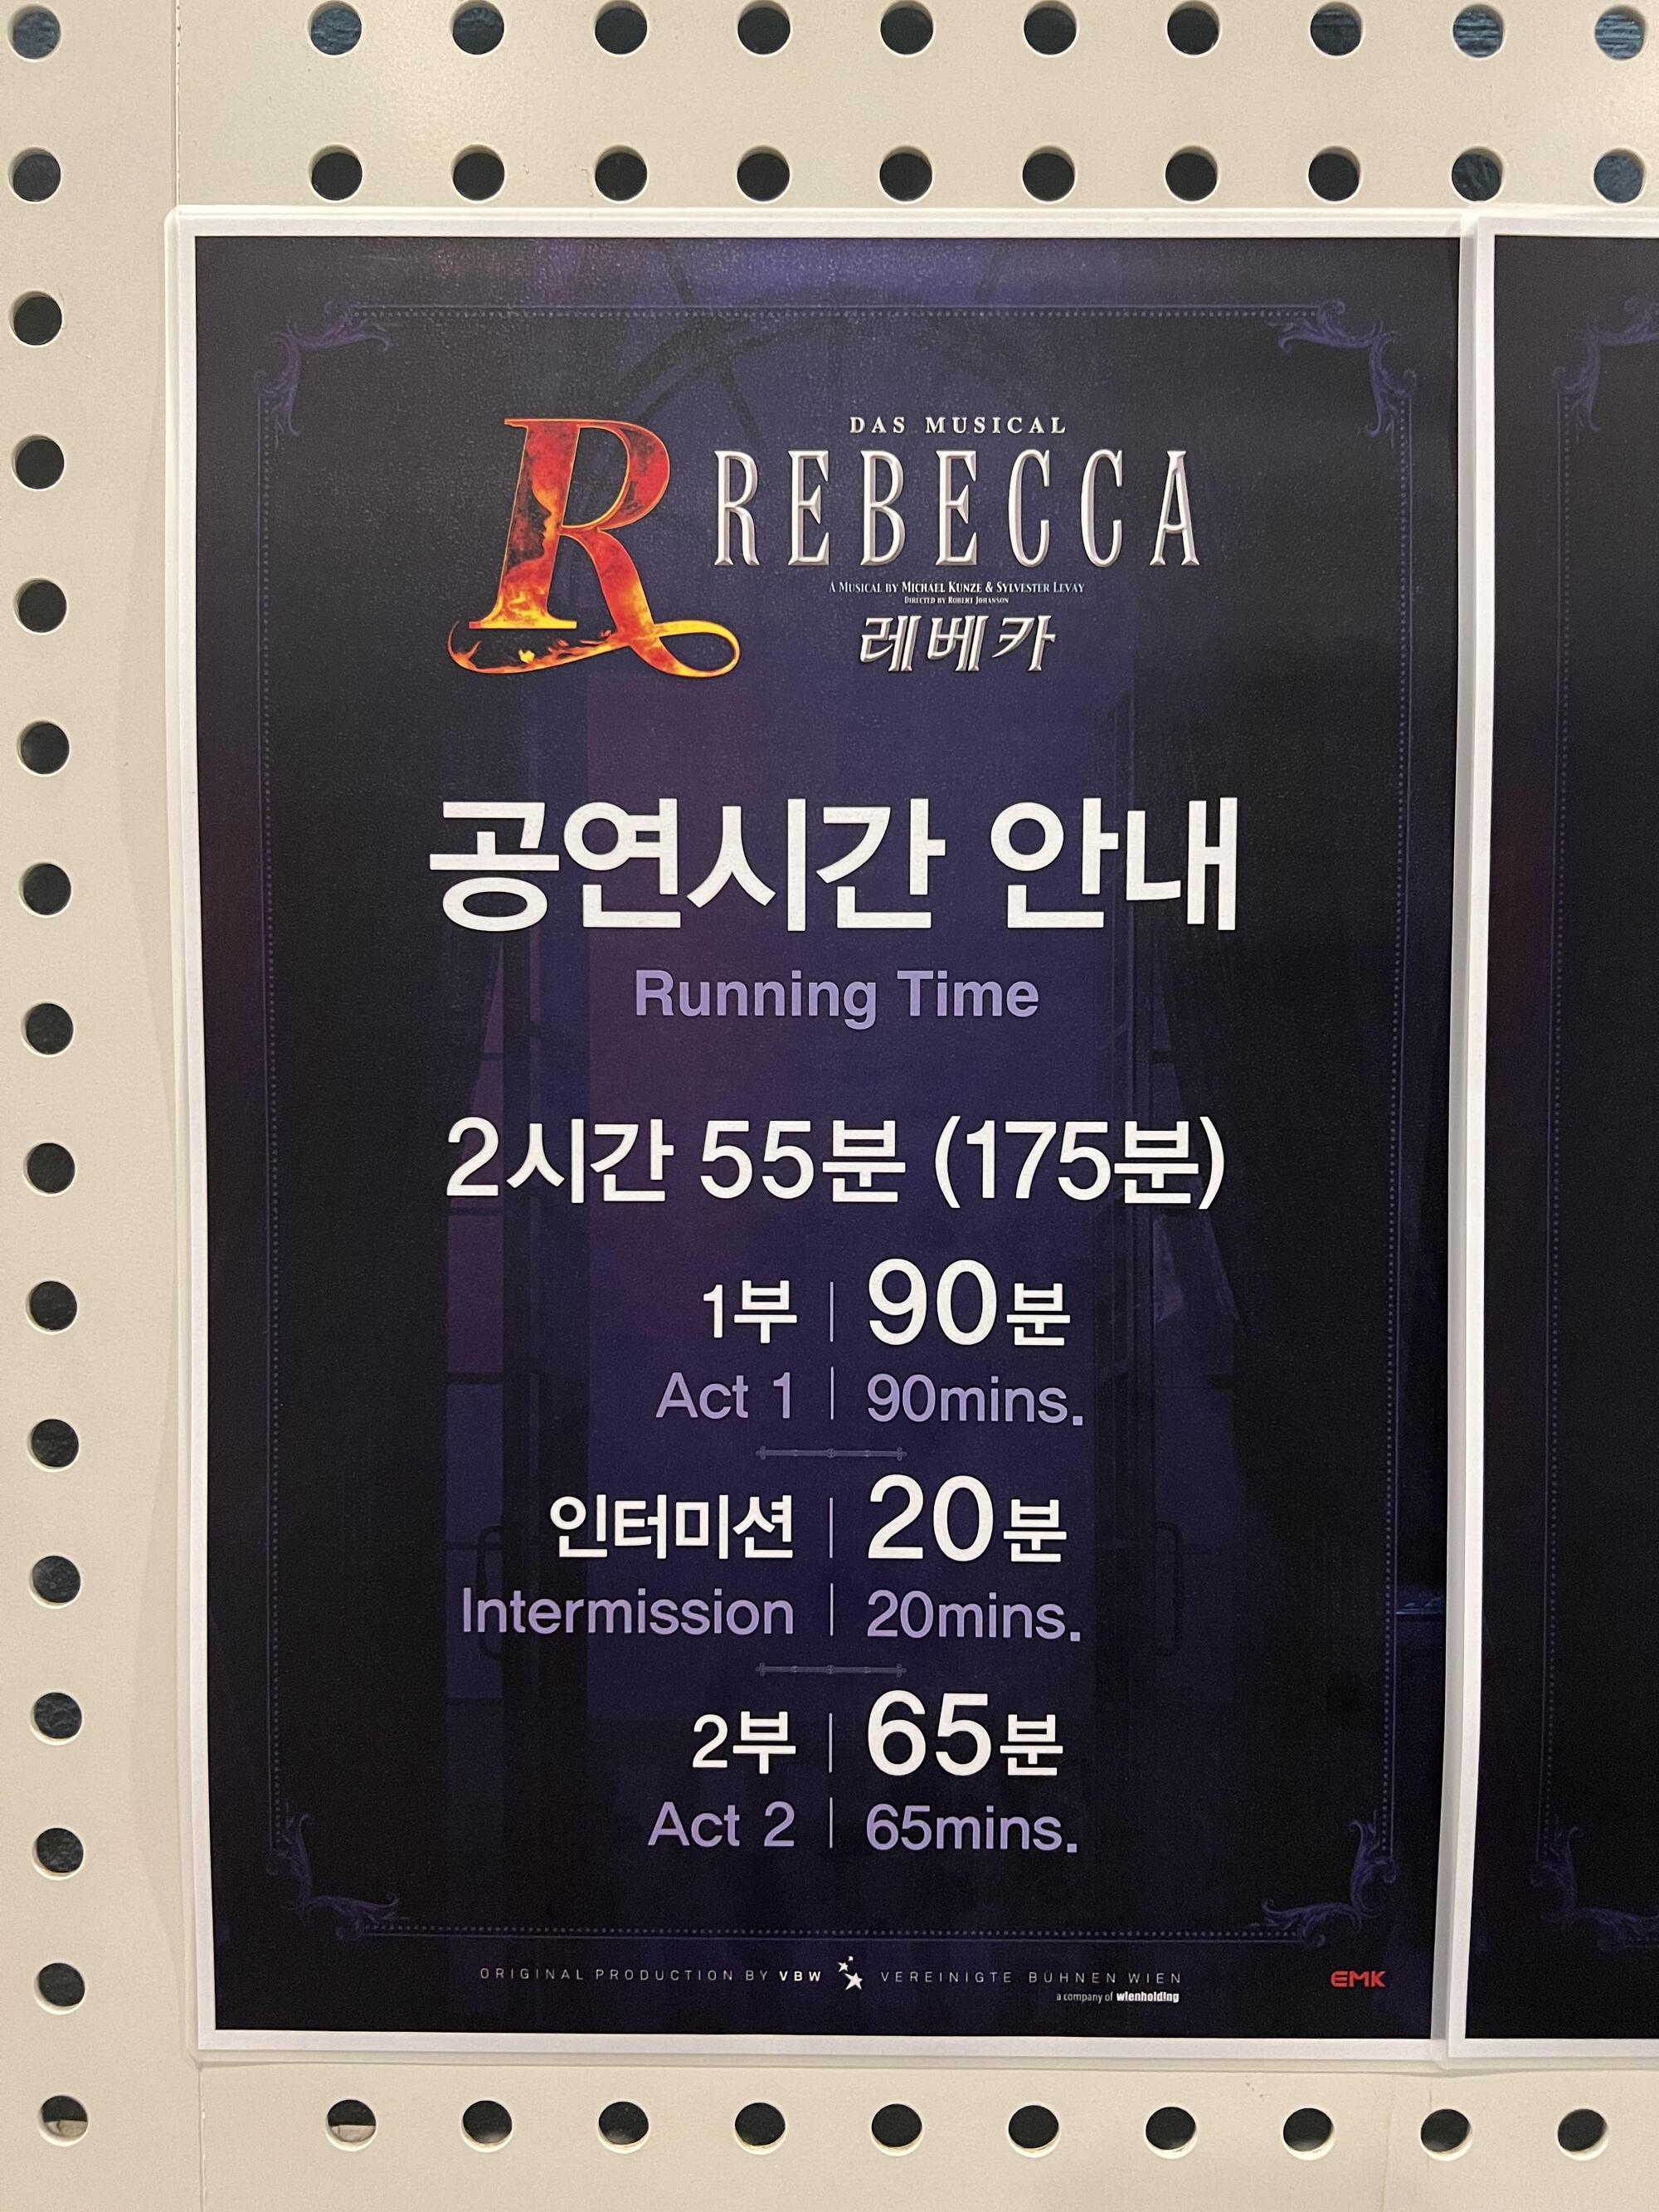 R
DAS MUSICAL
REBECCA
A MUSICAL BY MICHAEL KUNZE & SYLVESTER LEVAY
DIRECTED BY ROBERT JOHANSON
레베카
공연시간 안내
Running Time
2시간 55분 (175분)
1부 | 90분
Act 1 | 90mins.
인터미션 | 20분
Intermission | 20mins.
2부 | 65분
Act 2 | 65mins.
ORIGINAL PRODUCTION BY VBW VEREINIGTE BÜHNEN WIEN
a company of wienholding
EMK